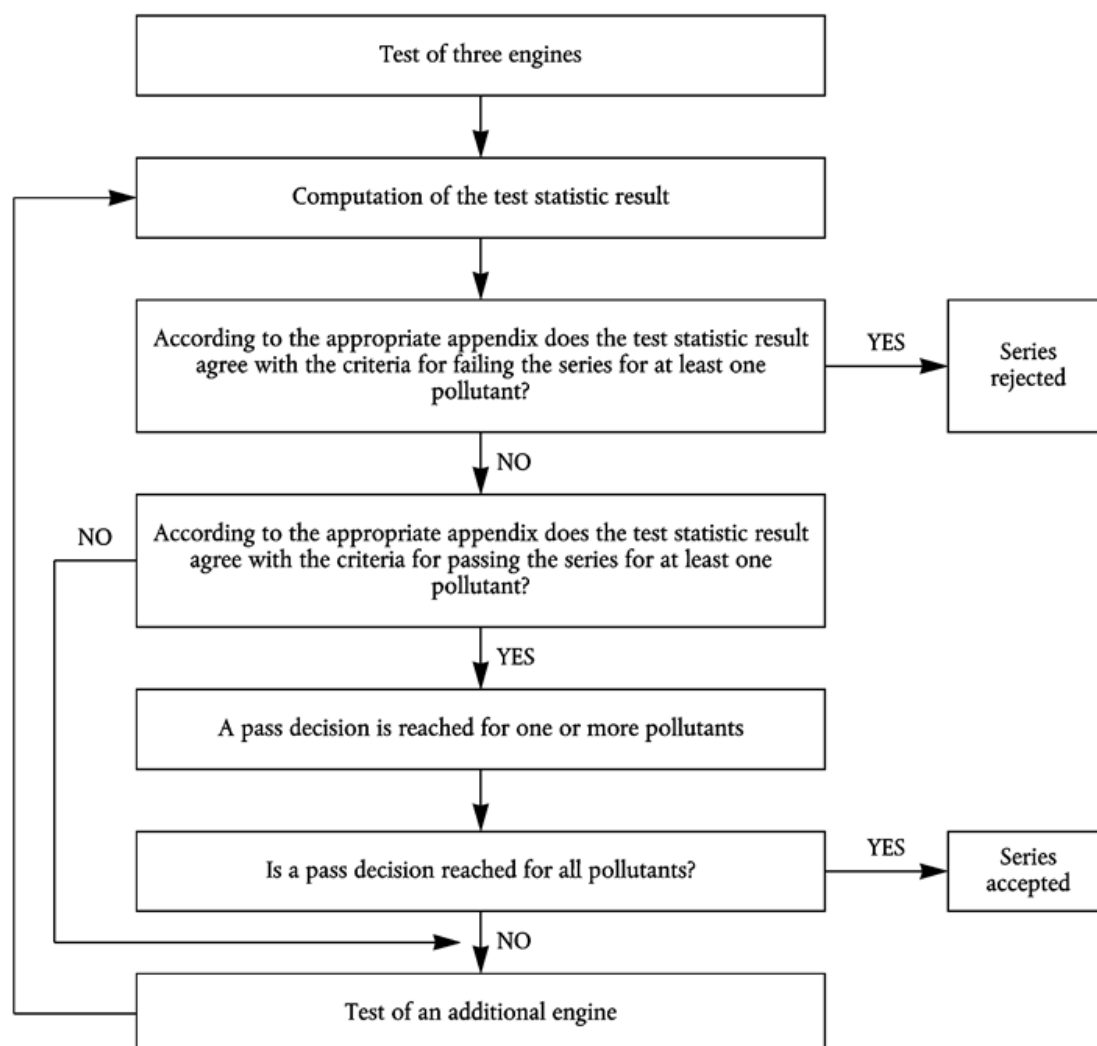 Test of three engines
Computation of the test statistic result
According to the appropriate appendix does the test statistic result
agree with the criteria for failing the series for at least one
pollutant?
YES
Series
rejected
NO
NO
According to the appropriate appendix does the test statistic result
agree with the criteria for passing the series for at least one
pollutant?
YES
A pass decision is reached for one or more pollutants
Is a pass decision reached for all pollutants?
YES
Series
accepted
NO
Test of an additional engine